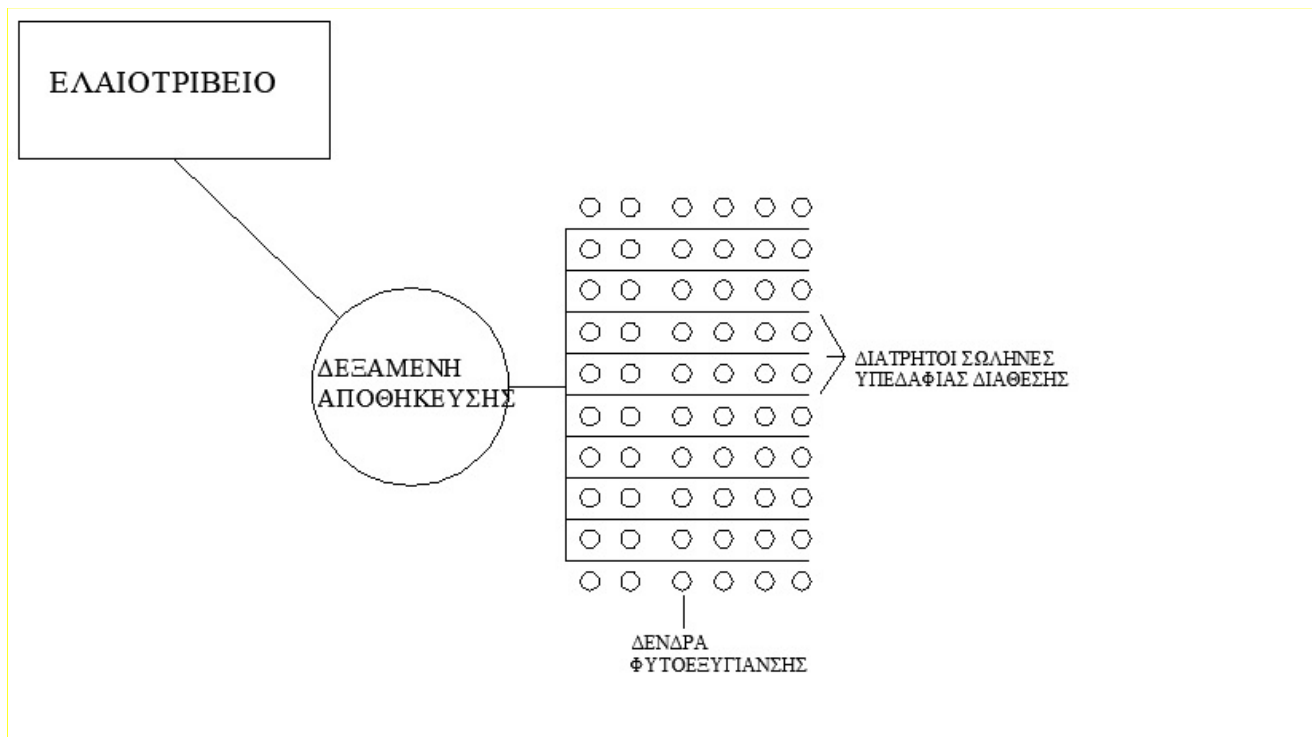 ΕΛΑΙΟΤΡΙΒΕΙΟ
ΔΕΞΑΜΕΝΗ
ΑΠΟΘΗΚΕΥΣΗΣ
ΔΙΑΤΡΗΤΟΙ ΣΩΛΗΝΕΣ
ΥΠΕΔΑΦΙΑΣ ΔΙΑΘΕΣΗΣ
ΔΕΝΔΡΑ
ΦΥΤΟΕΞΥΓΙΑΝΣΗΣ